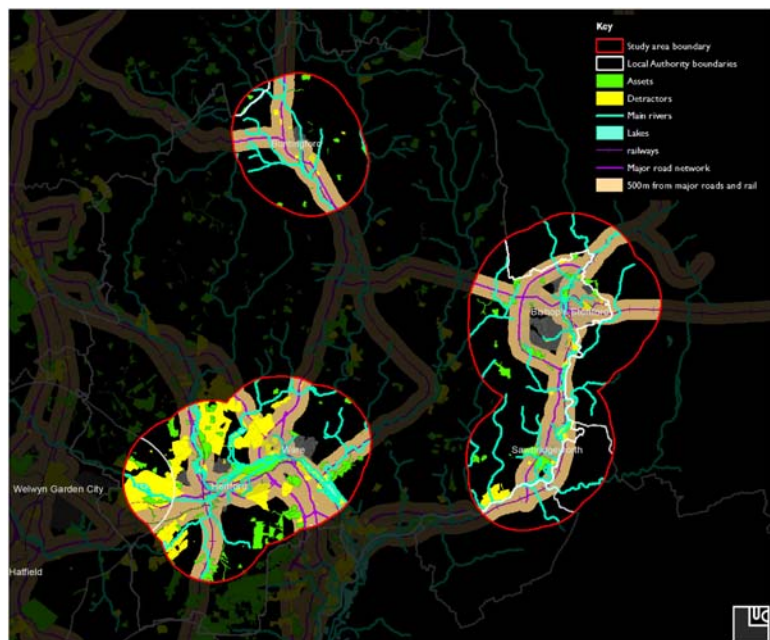 Key
Study area boundary
Local Authority boundaries
Assets
Detractors
Main rivers
Lakes
railways
Major road network
500m from major roads and rail
Buntingford
Bishop's Stortford
Ware
Hertford
Sawbridgeworth
Welwyn Garden City
Hatfield